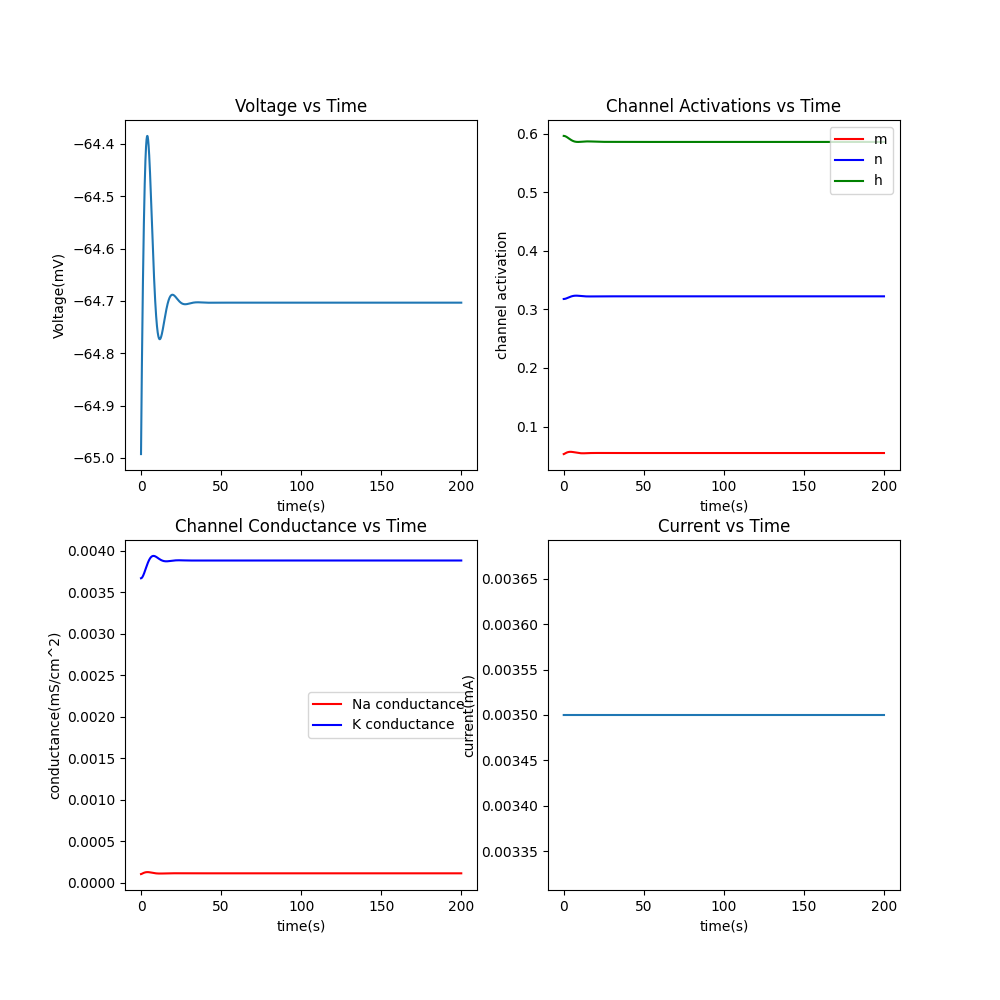 Voltage vs Time
Voltage(mV)
−64.4
−64.5
−64.6
−64.7
−64.8
−64.9
−65.0
0 50 100 150 200
time(s)
Channel Activations vs Time
channel activation
0.6
0.5
0.4
0.3
0.2
0.1
m
n
h
0 50 100 150 200
time(s)
Channel Conductance vs Time
conductance(mS/cm^2)
0.0040
0.0035
0.0030
0.0025
0.0020
0.0015
0.0010
0.0005
0.0000
Na conductance
K conductance
0 50 100 150 200
time(s)
Current vs Time
current(mA)
0.00365
0.00360
0.00355
0.00350
0.00345
0.00340
0.00335
0 50 100 150 200
time(s)